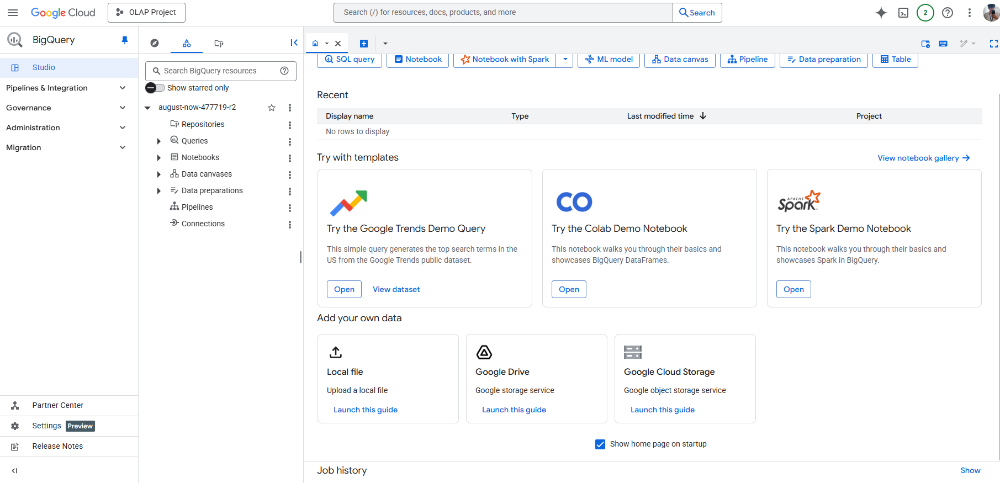 Google Cloud
OLAP Project
Search (/) for resources, docs, products, and more
Search
2
BigQuery
Studio
Pipelines & Integration
Governance
Administration
Migration
Partner Center
Settings Preview
Release Notes
Search BigQuery resources
Show starred only
august-now-477719-r2
Repositories
Queries
Notebooks
Data canvases
Data preparations
Pipelines
Connections
SQL query Notebook Notebook with Spark ML model Data canvas Pipeline Data preparation Table
Recent
Display name Type Last modified time Project
No rows to display
Try with templates
View notebook gallery
Try the Google Trends Demo Query
This simple query generates the top search terms in the
US from the Google Trends public dataset.
Open View dataset
CO
Try the Colab Demo Notebook
This notebook walks you through their basics and
showcases BigQuery DataFrames.
Open
APACHE
Spark
Try the Spark Demo Notebook
This notebook walks you through their basics and
showcases Spark in BigQuery.
Open
Add your own data
Local file
Upload a local file
Launch this guide
Google Drive
Google storage service
Launch this guide
Google Cloud Storage
Google object storage service
Launch this guide
Show home page on startup
Job history
Show